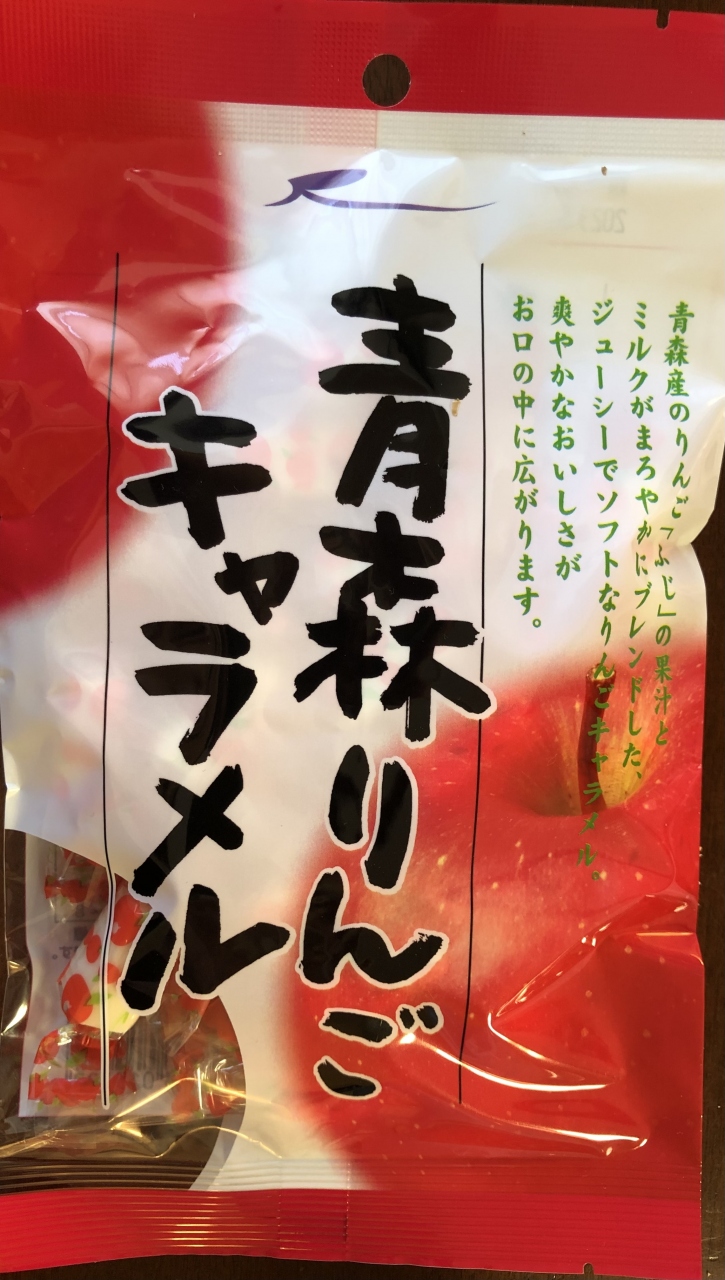 青森産のりんご「ふじ」の果汁と
ミルクがまろやかにブレンドした、
ジューシーでソフトなりんごキャラメル。
爽やかなおいしさが
お口の中に広がります。
青森りんご
キャラメル